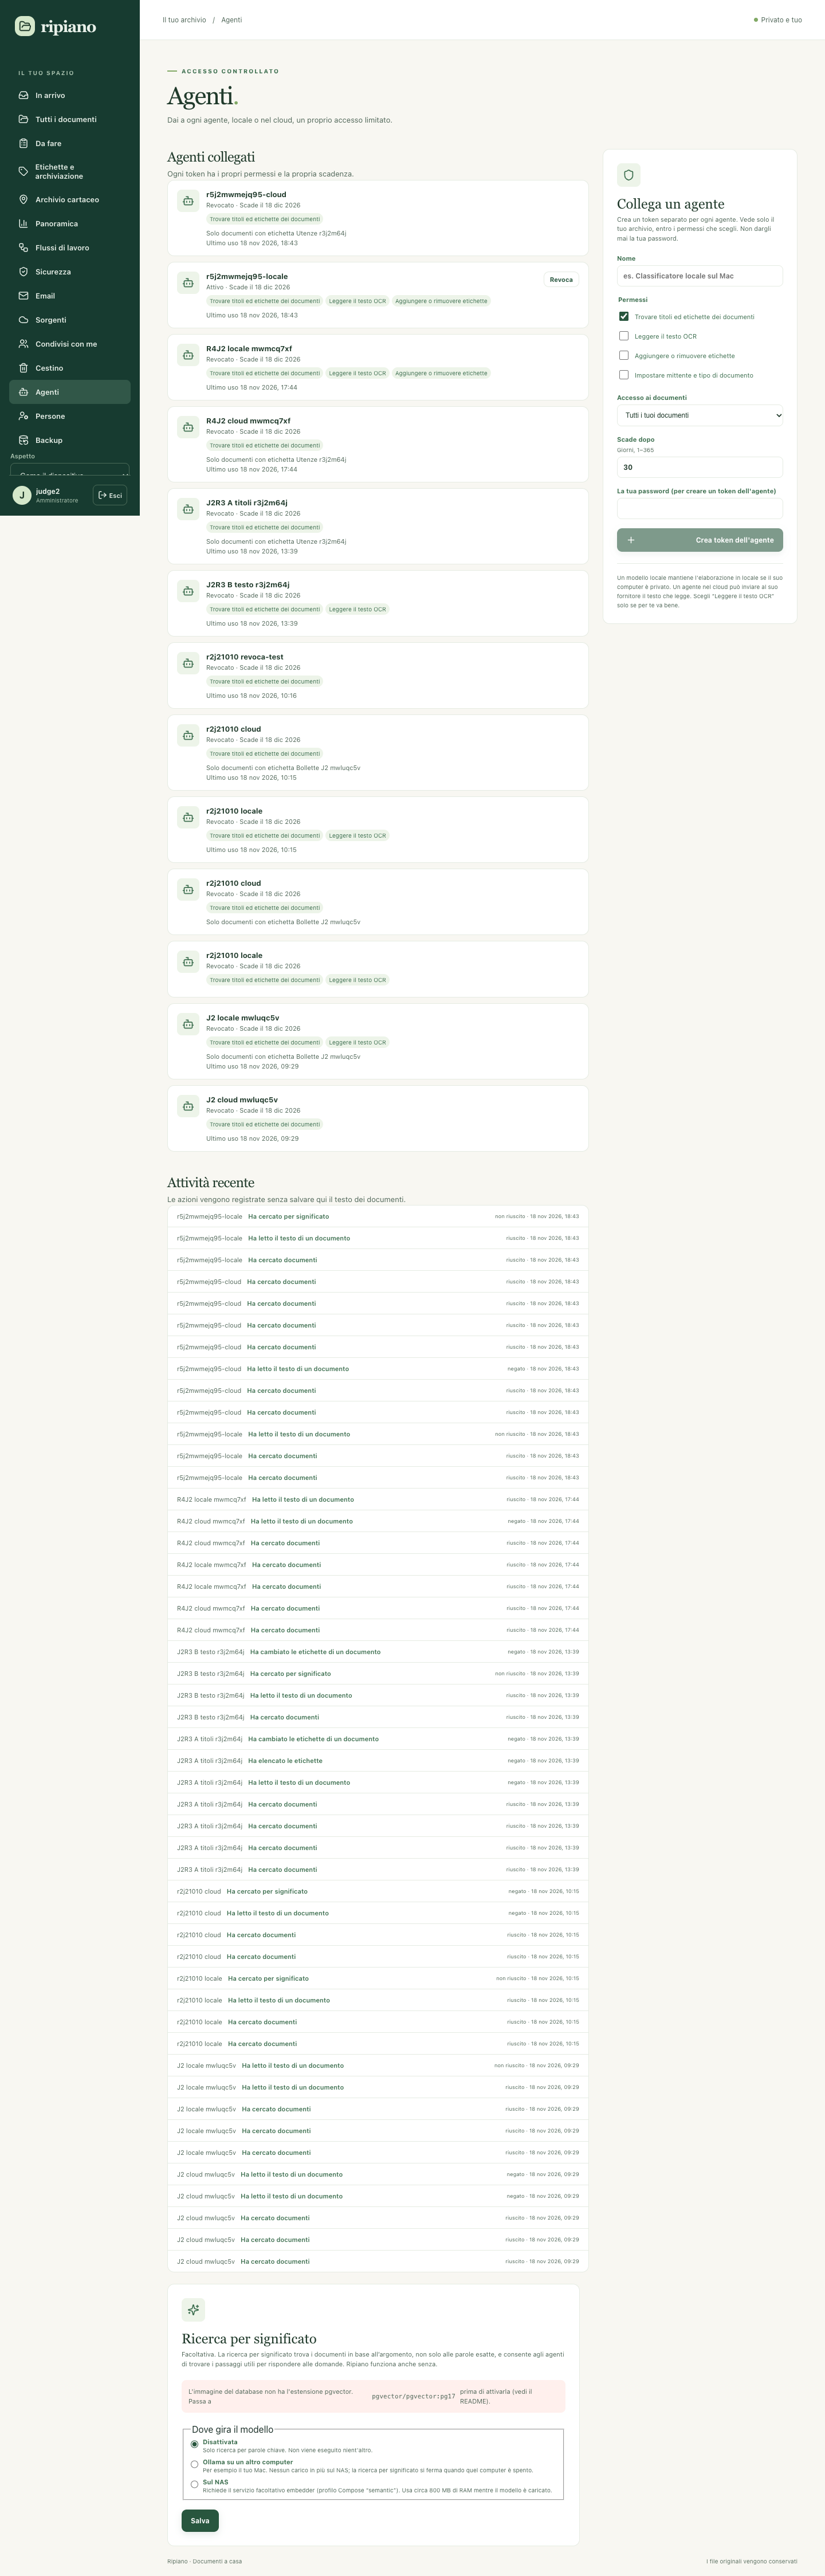 ripiano
IL TUO SPAZIO
In arrivo
Tutti i documenti
Da fare
Etichette e
archiviazione
Archivio cartaceo
Panoramica
Flussi di lavoro
Sicurezza
Email
Sorgenti
Condivisi con me
Cestino
Agenti
Persone
Backup
Aspetto
J
judge2
Amministratore
Esci
Il tuo archivio / Agenti
Privato e tuo
ACCESSO CONTROLLATO
Agenti.
Dai a ogni agente, locale o nel cloud, un proprio accesso limitato.
Agenti collegati
Ogni token ha i propri permessi e la propria scadenza.
r5j2mwmejq95-cloud
Revocato · Scade il 18 dic 2026
Trovare titoli ed etichette dei documenti
Solo documenti con etichetta Utenze r3j2m64j
Ultimo uso 18 nov 2026, 18:43
r5j2mwmejq95-locale
Attivo · Scade il 18 dic 2026
Trovare titoli ed etichette dei documenti Leggere il testo OCR Aggiungere o rimuovere etichette
Ultimo uso 18 nov 2026, 18:43
Revoca
R4J2 locale mwmcq7xf
Revocato · Scade il 18 dic 2026
Trovare titoli ed etichette dei documenti Leggere il testo OCR Aggiungere o rimuovere etichette
Ultimo uso 18 nov 2026, 17:44
R4J2 cloud mwmcq7xf
Revocato · Scade il 18 dic 2026
Trovare titoli ed etichette dei documenti
Solo documenti con etichetta Utenze r3j2m64j
Ultimo uso 18 nov 2026, 17:44
J2R3 A titoli r3j2m64j
Revocato · Scade il 18 dic 2026
Trovare titoli ed etichette dei documenti
Solo documenti con etichetta Utenze r3j2m64j
Ultimo uso 18 nov 2026, 13:39
J2R3 B testo r3j2m64j
Revocato · Scade il 18 dic 2026
Trovare titoli ed etichette dei documenti Leggere il testo OCR
Ultimo uso 18 nov 2026, 13:39
r2j21010 revoca-test
Revocato · Scade il 18 dic 2026
Trovare titoli ed etichette dei documenti
Ultimo uso 18 nov 2026, 10:16
r2j21010 cloud
Revocato · Scade il 18 dic 2026
Trovare titoli ed etichette dei documenti
Solo documenti con etichetta Bollette J2 mwluqc5v
Ultimo uso 18 nov 2026, 10:15
r2j21010 locale
Revocato · Scade il 18 dic 2026
Trovare titoli ed etichette dei documenti Leggere il testo OCR
Ultimo uso 18 nov 2026, 10:15
r2j21010 cloud
Revocato · Scade il 18 dic 2026
Trovare titoli ed etichette dei documenti
Solo documenti con etichetta Bollette J2 mwluqc5v
r2j21010 locale
Revocato · Scade il 18 dic 2026
Trovare titoli ed etichette dei documenti Leggere il testo OCR
J2 locale mwluqc5v
Revocato · Scade il 18 dic 2026
Trovare titoli ed etichette dei documenti Leggere il testo OCR
Solo documenti con etichetta Bollette J2 mwluqc5v
Ultimo uso 18 nov 2026, 09:29
J2 cloud mwluqc5v
Revocato · Scade il 18 dic 2026
Trovare titoli ed etichette dei documenti
Ultimo uso 18 nov 2026, 09:29
Collega un agente
Crea un token separato per ogni agente. Vede solo il
tuo archivio, entro i permessi che scegli. Non dargli
mai la tua password.
Nome
es. Classificatore locale sul Mac
Permessi
Trovare titoli ed etichette dei documenti
Leggere il testo OCR
Aggiungere o rimuovere etichette
Impostare mittente e tipo di documento
Accesso ai documenti
Tutti i tuoi documenti
Scade dopo
Giorni, 1–365
30
La tua password (per creare un token dell'agente)
Crea token dell'agente
Un modello locale mantiene l'elaborazione in locale se il suo
computer è privato. Un agente nel cloud può inviare al suo
fornitore il testo che legge. Scegli "Leggere il testo OCR"
solo se per te va bene.
Attività recente
Le azioni vengono registrate senza salvare qui il testo dei documenti.
r5j2mwmejq95-locale Ha cercato per significato non riuscito · 18 nov 2026, 18:43
r5j2mwmejq95-locale Ha letto il testo di un documento riuscito · 18 nov 2026, 18:43
r5j2mwmejq95-locale Ha cercato documenti riuscito · 18 nov 2026, 18:43
r5j2mwmejq95-cloud Ha cercato documenti riuscito · 18 nov 2026, 18:43
r5j2mwmejq95-cloud Ha cercato documenti riuscito · 18 nov 2026, 18:43
r5j2mwmejq95-cloud Ha cercato documenti riuscito · 18 nov 2026, 18:43
r5j2mwmejq95-cloud Ha cercato documenti riuscito · 18 nov 2026, 18:43
r5j2mwmejq95-cloud Ha letto il testo di un documento negato · 18 nov 2026, 18:43
r5j2mwmejq95-cloud Ha cercato documenti riuscito · 18 nov 2026, 18:43
r5j2mwmejq95-cloud Ha cercato documenti riuscito · 18 nov 2026, 18:43
r5j2mwmejq95-locale Ha letto il testo di un documento non riuscito · 18 nov 2026, 18:43
r5j2mwmejq95-locale Ha cercato documenti riuscito · 18 nov 2026, 18:43
r5j2mwmejq95-locale Ha cercato documenti riuscito · 18 nov 2026, 18:43
R4J2 locale mwmcq7xf Ha letto il testo di un documento riuscito · 18 nov 2026, 17:44
R4J2 cloud mwmcq7xf Ha letto il testo di un documento negato · 18 nov 2026, 17:44
R4J2 cloud mwmcq7xf Ha cercato documenti riuscito · 18 nov 2026, 17:44
R4J2 locale mwmcq7xf Ha cercato documenti riuscito · 18 nov 2026, 17:44
R4J2 locale mwmcq7xf Ha cercato documenti riuscito · 18 nov 2026, 17:44
R4J2 cloud mwmcq7xf Ha cercato documenti riuscito · 18 nov 2026, 17:44
R4J2 cloud mwmcq7xf Ha cercato documenti riuscito · 18 nov 2026, 17:44
J2R3 B testo r3j2m64j Ha cambiato le etichette di un documento negato · 18 nov 2026, 13:39
J2R3 B testo r3j2m64j Ha cercato per significato non riuscito · 18 nov 2026, 13:39
J2R3 B testo r3j2m64j Ha letto il testo di un documento riuscito · 18 nov 2026, 13:39
J2R3 B testo r3j2m64j Ha cercato documenti riuscito · 18 nov 2026, 13:39
J2R3 A titoli r3j2m64j Ha cambiato le etichette di un documento negato · 18 nov 2026, 13:39
J2R3 A titoli r3j2m64j Ha elencato le etichette negato · 18 nov 2026, 13:39
J2R3 A titoli r3j2m64j Ha letto il testo di un documento negato · 18 nov 2026, 13:39
J2R3 A titoli r3j2m64j Ha cercato documenti riuscito · 18 nov 2026, 13:39
J2R3 A titoli r3j2m64j Ha cercato documenti riuscito · 18 nov 2026, 13:39
J2R3 A titoli r3j2m64j Ha cercato documenti riuscito · 18 nov 2026, 13:39
J2R3 A titoli r3j2m64j Ha cercato documenti riuscito · 18 nov 2026, 13:39
r2j21010 cloud Ha cercato per significato negato · 18 nov 2026, 10:15
r2j21010 cloud Ha letto il testo di un documento negato · 18 nov 2026, 10:15
r2j21010 cloud Ha cercato documenti riuscito · 18 nov 2026, 10:15
r2j21010 cloud Ha cercato documenti riuscito · 18 nov 2026, 10:15
r2j21010 locale Ha cercato per significato non riuscito · 18 nov 2026, 10:15
r2j21010 locale Ha letto il testo di un documento riuscito · 18 nov 2026, 10:15
r2j21010 locale Ha cercato documenti riuscito · 18 nov 2026, 10:15
r2j21010 locale Ha cercato documenti riuscito · 18 nov 2026, 10:15
J2 locale mwluqc5v Ha letto il testo di un documento non riuscito · 18 nov 2026, 09:29
J2 locale mwluqc5v Ha letto il testo di un documento riuscito · 18 nov 2026, 09:29
J2 locale mwluqc5v Ha cercato documenti riuscito · 18 nov 2026, 09:29
J2 locale mwluqc5v Ha cercato documenti riuscito · 18 nov 2026, 09:29
J2 locale mwluqc5v Ha cercato documenti riuscito · 18 nov 2026, 09:29
J2 cloud mwluqc5v Ha letto il testo di un documento negato · 18 nov 2026, 09:29
J2 cloud mwluqc5v Ha letto il testo di un documento negato · 18 nov 2026, 09:29
J2 cloud mwluqc5v Ha cercato documenti riuscito · 18 nov 2026, 09:29
J2 cloud mwluqc5v Ha cercato documenti riuscito · 18 nov 2026, 09:29
J2 cloud mwluqc5v Ha cercato documenti riuscito · 18 nov 2026, 09:29
Ricerca per significato
Facoltativa. La ricerca per significato trova i documenti in base all'argomento, non solo alle parole esatte, e consente agli agenti
di trovare i passaggi utili per rispondere alle domande. Ripiano funziona anche senza.
L'immagine del database non ha l'estensione pgvector.
Passa a
pgvector/pgvector:pg17
prima di attivarla (vedi il
README).
Dove gira il modello
Disattivata
Solo ricerca per parole chiave. Non viene eseguito nient'altro.
Ollama su un altro computer
Per esempio il tuo Mac. Nessun carico in più sul NAS; la ricerca per significato si ferma quando quel computer è spento.
Sul NAS
Richiede il servizio facoltativo embedder (profilo Compose "semantic"). Usa circa 800 MB di RAM mentre il modello è caricato.
Salva
Ripiano · Documenti a casa
I file originali vengono conservati